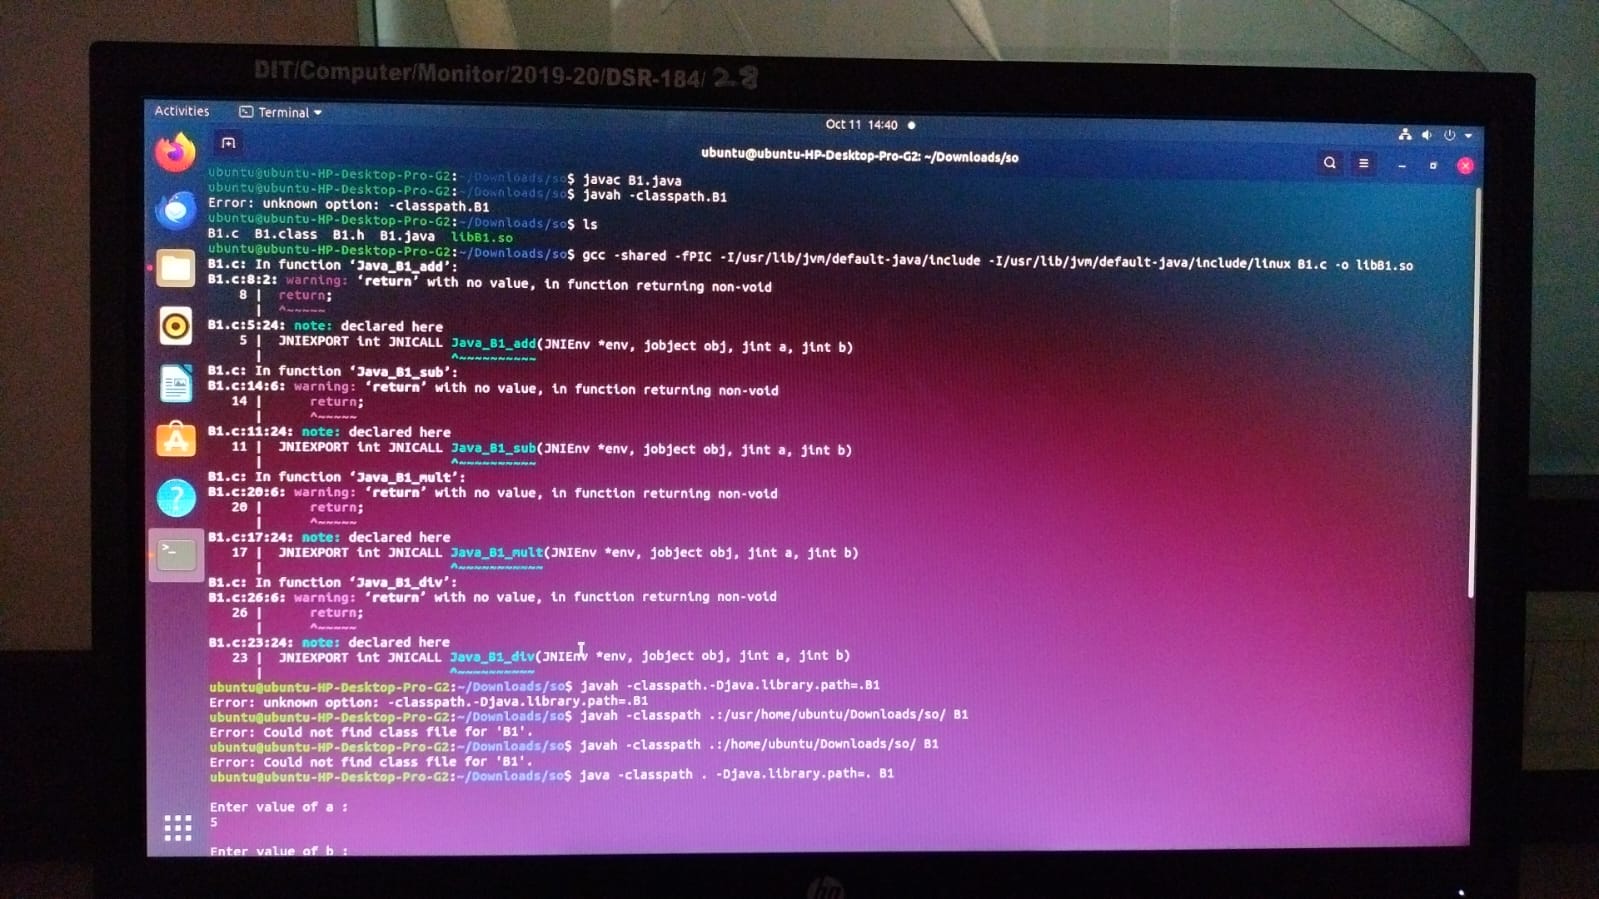 DIT/Computer/Monitor/2019-20/DSR-184/ 28
Activities
Terminal
Oct 11 14:40
ubuntu@ubuntu-HP-Desktop-Pro-G2: ~/Downloads/so
ubuntu@ubuntu-HP-Desktop-Pro-G2:~/Downloads/so$ javac B1.java
ubuntu@ubuntu-HP-Desktop-Pro-G2:~/Downloads/so$ javah -classpath.B1
Error: unknown option: -classpath.B1
ubuntu@ubuntu-HP-Desktop-Pro-G2:~/Downloads/so$ ls
B1.c B1.class B1.h B1.java libB1.so
ubuntu@ubuntu-HP-Desktop-Pro-G2:~/Downloads/so$ gcc -shared -fPIC -I/usr/lib/jvm/default-java/include -I/usr/lib/jvm/default-java/include/linux B1.c -o libB1.so
B1.c: In function ‘Java_B1_add’:
B1.c:8:2: warning: ‘return’ with no value, in function returning non-void
8 | return;
| ^~~~~~
B1.c:5:24: note: declared here
5 | JNIEXPORT int JNICALL Java_B1_add(JNIEnv *env, jobject obj, jint a, jint b)
| ^~~~~~~~~~~
B1.c: In function ‘Java_B1_sub’:
B1.c:14:6: warning: ‘return’ with no value, in function returning non-void
14 | return;
| ^~~~~~
B1.c:11:24: note: declared here
11 | JNIEXPORT int JNICALL Java_B1_sub(JNIEnv *env, jobject obj, jint a, jint b)
| ^~~~~~~~~~~
B1.c: In function ‘Java_B1_mult’:
B1.c:20:6: warning: ‘return’ with no value, in function returning non-void
20 | return;
| ^~~~~~
B1.c:17:24: note: declared here
17 | JNIEXPORT int JNICALL Java_B1_mult(JNIEnv *env, jobject obj, jint a, jint b)
| ^~~~~~~~~~~~
B1.c: In function ‘Java_B1_div’:
B1.c:26:6: warning: ‘return’ with no value, in function returning non-void
26 | return;
| ^~~~~~
B1.c:23:24: note: declared here
23 | JNIEXPORT int JNICALL Java_B1_div(JNIEnv *env, jobject obj, jint a, jint b)
| ^~~~~~~~~~~
ubuntu@ubuntu-HP-Desktop-Pro-G2:~/Downloads/so$ javah -classpath.-Djava.library.path=.B1
Error: unknown option: -classpath.-Djava.library.path=.B1
ubuntu@ubuntu-HP-Desktop-Pro-G2:~/Downloads/so$ javah -classpath .:/usr/home/ubuntu/Downloads/so/ B1
Error: Could not find class file for 'B1'.
ubuntu@ubuntu-HP-Desktop-Pro-G2:~/Downloads/so$ javah -classpath .:/home/ubuntu/Downloads/so/ B1
Error: Could not find class file for 'B1'.
ubuntu@ubuntu-HP-Desktop-Pro-G2:~/Downloads/so$ java -classpath . -Djava.library.path=. B1
Enter value of a :
5
Enter value of b :
hp